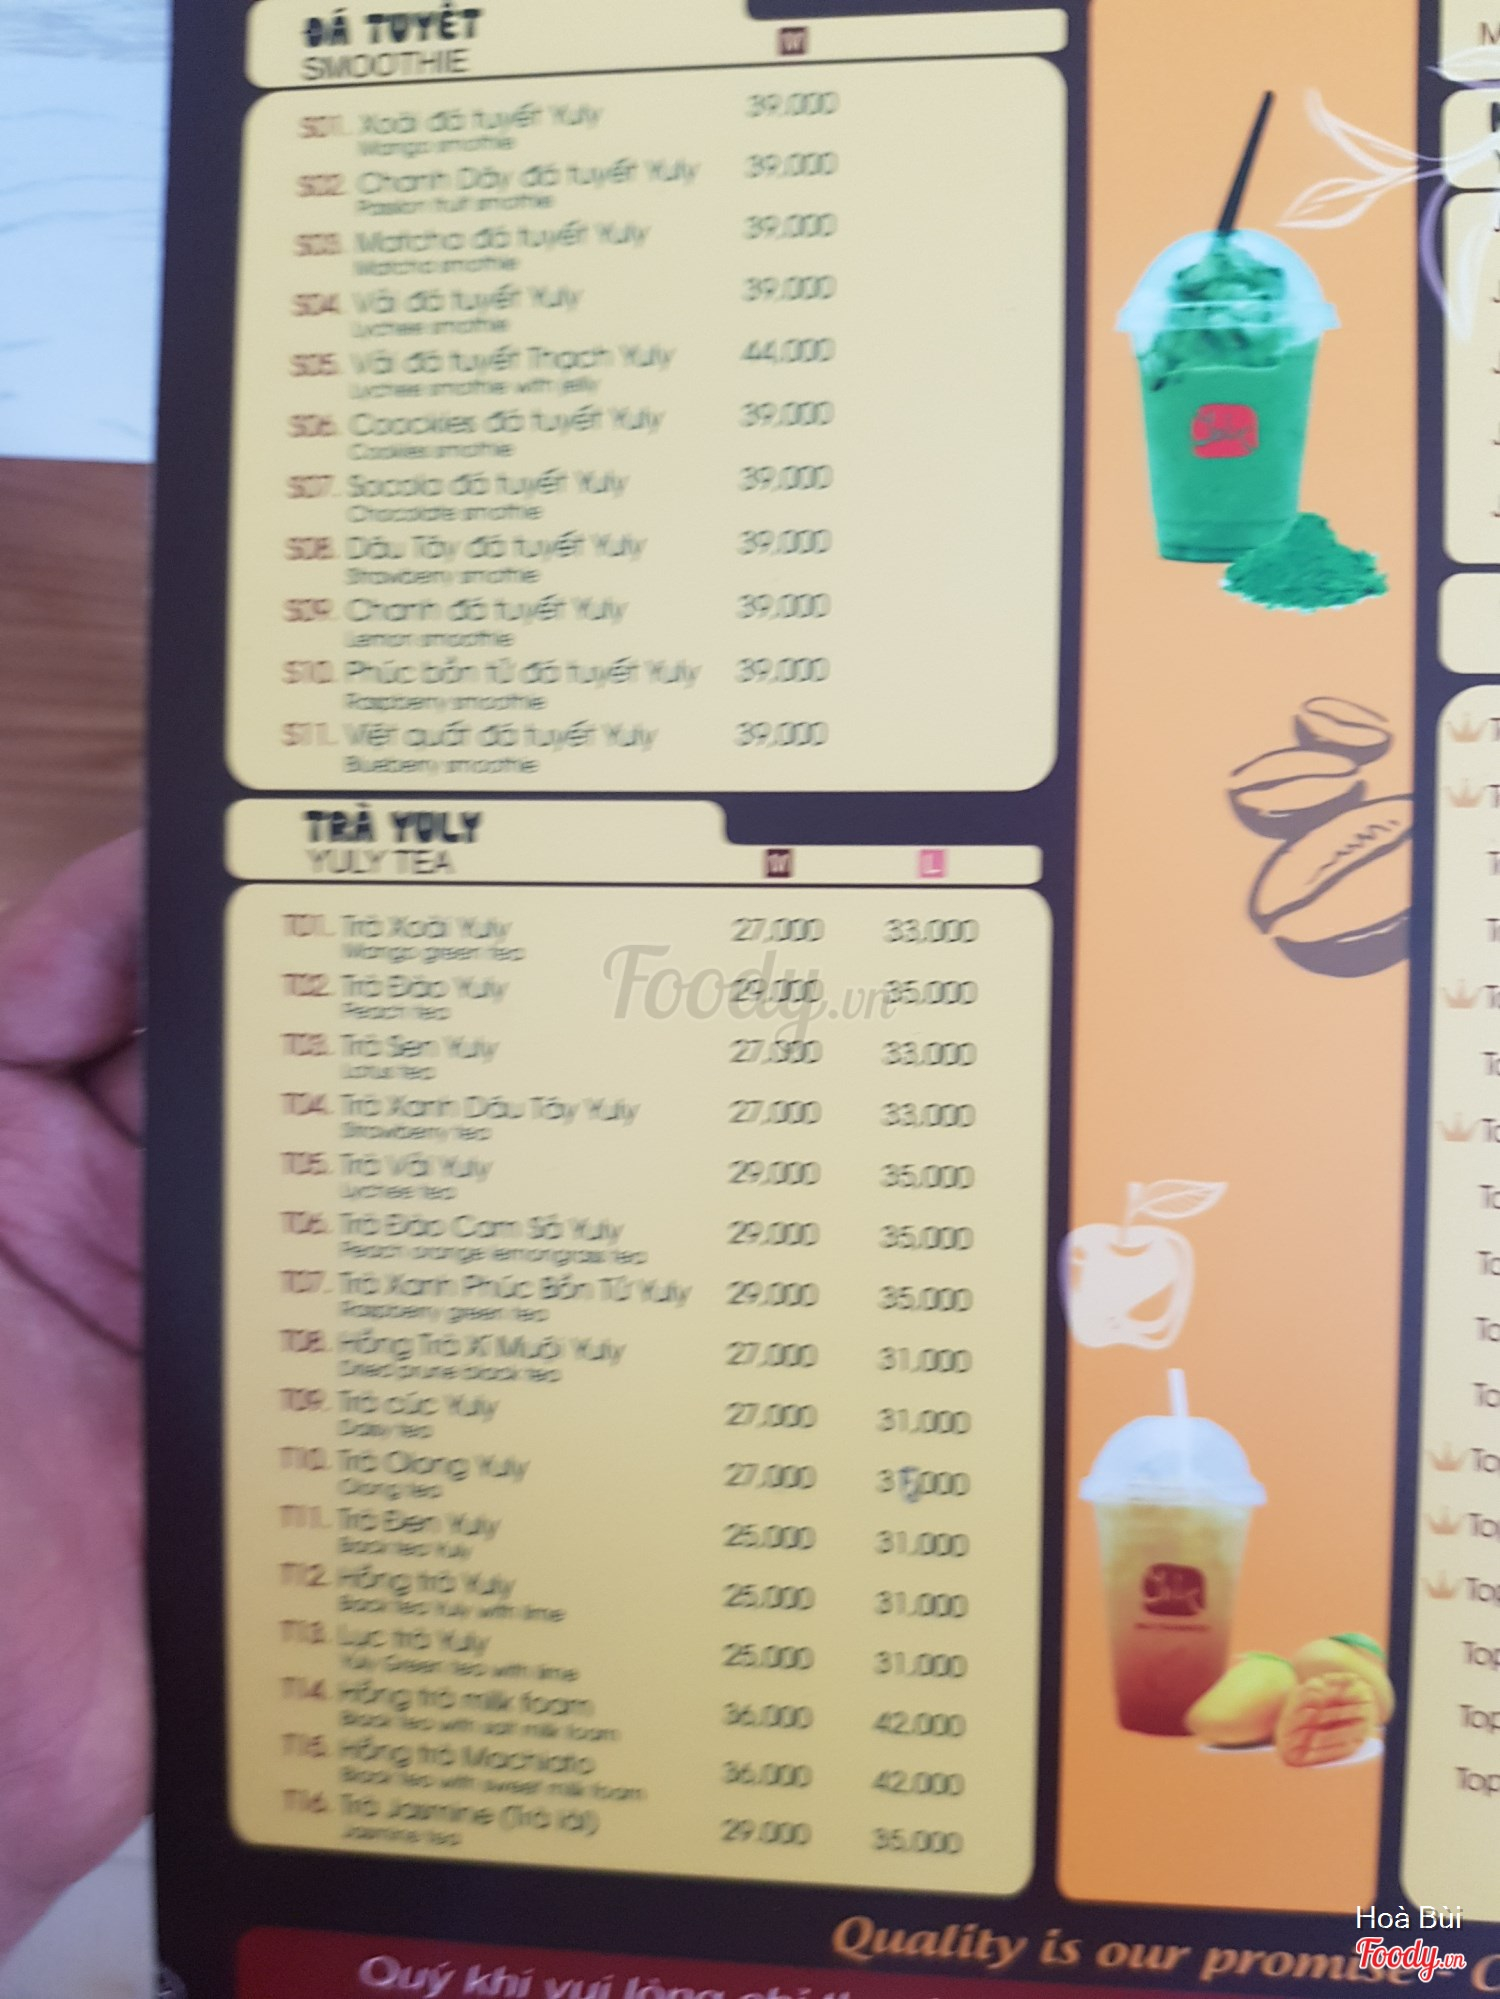 ĐÁ TUYẾT
SMOOTHIE
W
S01. Xoài đá tuyết Yuly 39,000
Mango smothie
S02. Chanh Dây đá tuyết Yuly 39,000
Passion fruit smothie
S03. Matcha đá tuyết Yuly 39,000
Matcha smothie
S04. Vải đá tuyết Yuly 39,000
Lychee smothie
S05. Vải đá tuyết Thạch Yuly 44,000
Lychee smothie with jelly
S06. Coookies đá tuyết Yuly 39,000
Cookies smothie
S07. Socola đá tuyết Yuly 39,000
Chocolate smothie
S08. Dâu Tây đá tuyết Yuly 39,000
Strawberry smothie
S09. Chanh đá tuyết Yuly 39,000
Lemon smoothie
S10. Phúc bồn tử đá tuyết Yuly 39,000
Raspberry smoothie
S11. Việt quất đá tuyết Yuly 39,000
Blueberry smoothie
TRÀ YULY
YULY TEA
W L
T01. Trà Xoài Yuly 27,000 33,000
Mango green tea
T02. Trà Đào Yuly 29,000 35,000
Peach tea
T03. Trà Sen Yuly 27,000 33,000
Lotus tea
T04. Trà Xanh Dâu Tây Yuly 27,000 33,000
Strawberry tea
T05. Trà Vải Yuly 29,000 35,000
Lychee tea
T06. Trà Đào Cam Sả Yuly 29,000 35,000
Peach orange lemongrass tea
T07. Trà Xanh Phúc Bồn Tử Yuly 29,000 35,000
Raspberry green tea
T08. Hồng Trà Xí Muội Yuly 27,000 31,000
Dried prune black tea
T09. Trà cúc Yuly 27,000 31,000
Daisy tea
T10. Trà Olong Yuly 27,000
Olong tea
T11. Trà Đen Yuly 25,000 31,000
Black tea Yuly
T12. Hồng trà Yuly 25,000 31,000
Black tea Yuly with lime
T13. Lục trà Yuly 25,000 31,000
Yuly Green tea with lime
T14. Hồng trà milk foam 36,000 42,000
Black tea with salt milk foam
T15. Hồng trà Machiato 36,000 42,000
Black tea with sweet milk foam
T16. Trà Jasmine (Trà lài) 29,000 35,000
Jasmine tea
Foody.vn
Quality is our promise - C
Quý khí vui lòng
Hoà Bùi
Foody.vn